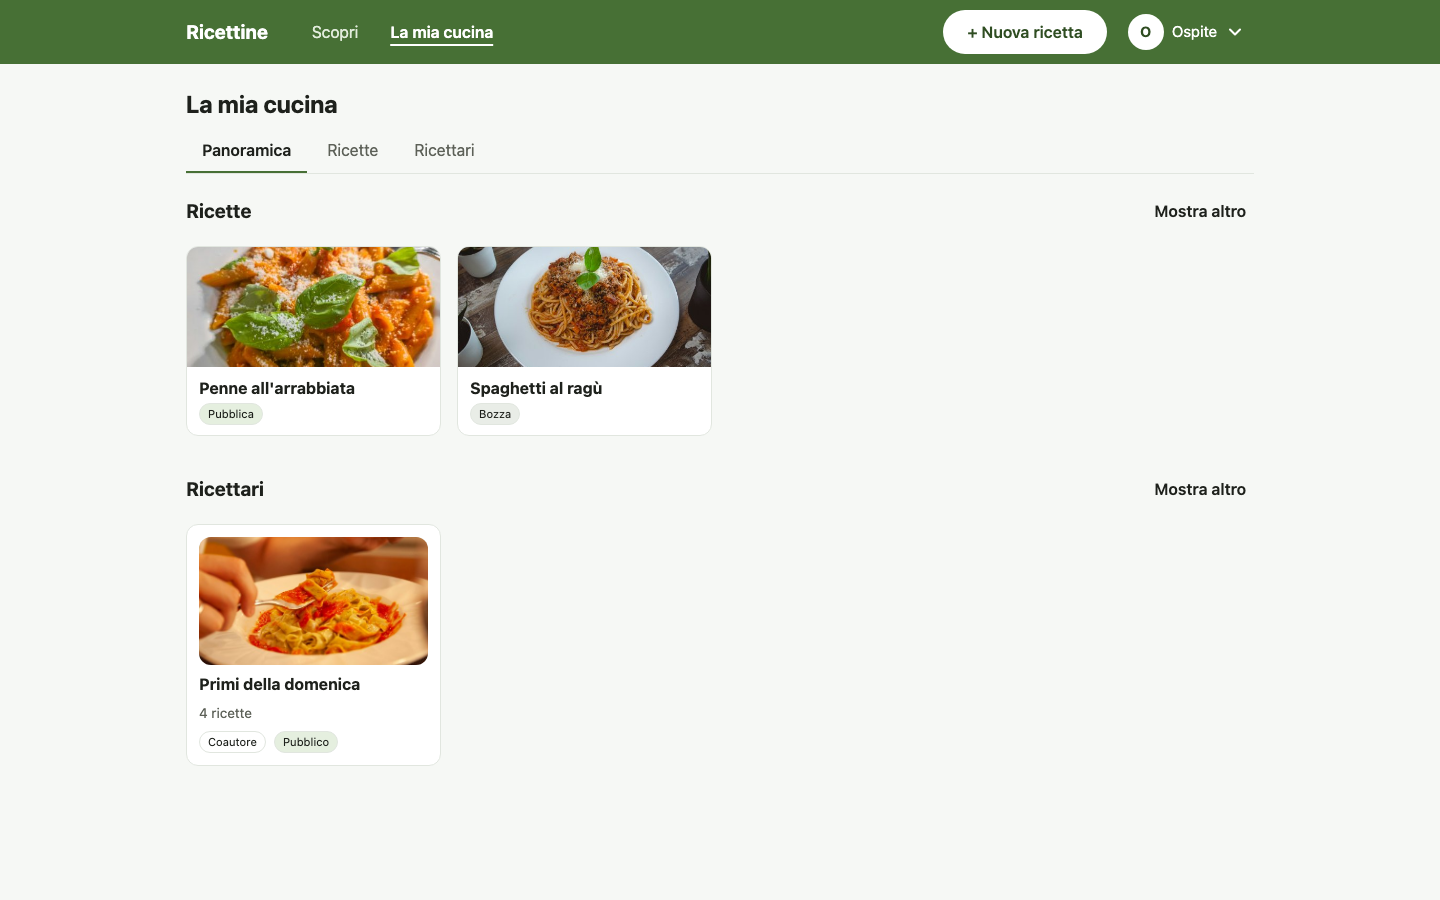 Ricettine
Scopri
La mia cucina
+ Nuova ricetta
O
Ospite
La mia cucina
Panoramica
Ricette
Ricettari
Ricette
Mostra altro
Penne all'arrabbiata
Pubblica
Spaghetti al ragù
Bozza
Ricettari
Mostra altro
Primi della domenica
4 ricette
Coautore
Pubblico